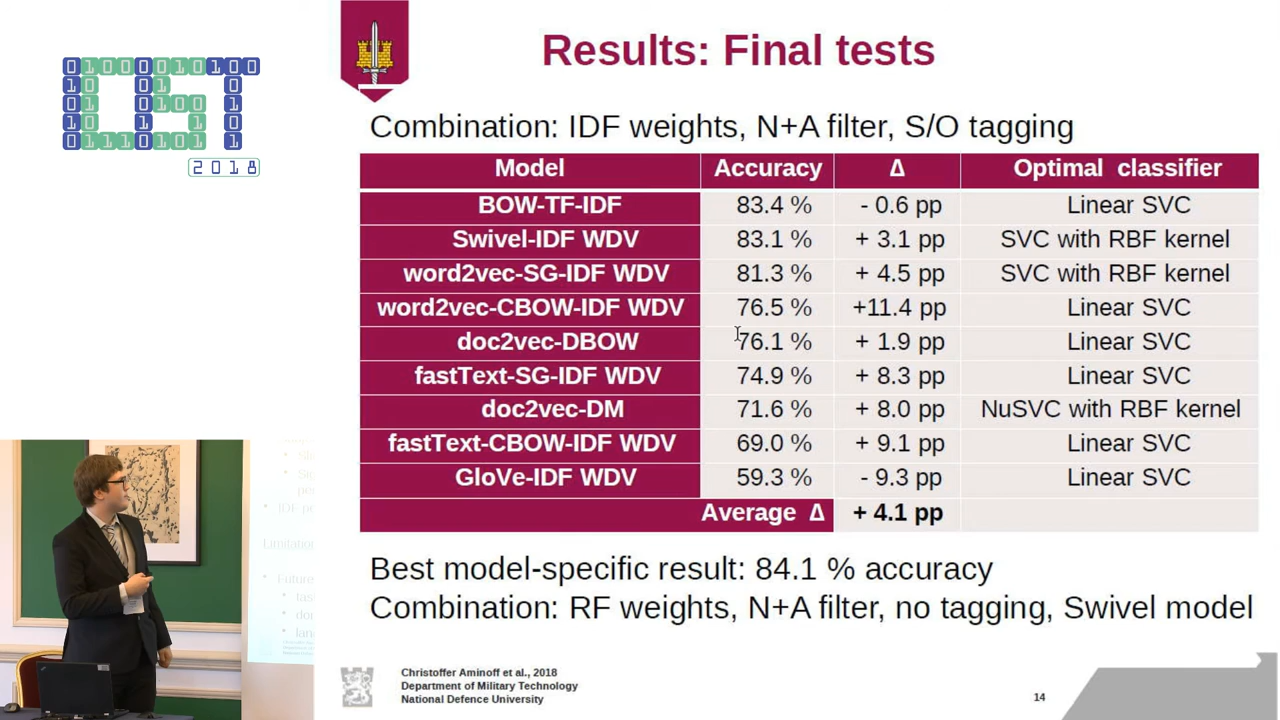 01000010100
2018
Results: Final tests
Combination: IDF weights, N+A filter, S/O tagging
Model Accuracy Δ Optimal classifier
BOW-TF-IDF 83.4 % - 0.6 pp Linear SVC
Swivel-IDF WDV 83.1 % + 3.1 pp SVC with RBF kernel
word2vec-SG-IDF WDV 81.3 % + 4.5 pp SVC with RBF kernel
word2vec-CBOW-IDF WDV 76.5 % +11.4 pp Linear SVC
doc2vec-DBOW 76.1 % + 1.9 pp Linear SVC
fastText-SG-IDF WDV 74.9 % + 8.3 pp Linear SVC
doc2vec-DM 71.6 % + 8.0 pp NuSVC with RBF kernel
fastText-CBOW-IDF WDV 69.0 % + 9.1 pp Linear SVC
GloVe-IDF WDV 59.3 % - 9.3 pp Linear SVC
Average Δ + 4.1 pp
Best model-specific result: 84.1 % accuracy
Combination: RF weights, N+A filter, no tagging, Swivel model
Christoffer Aminoff et al., 2018
Department of Military Technology
National Defence University
14